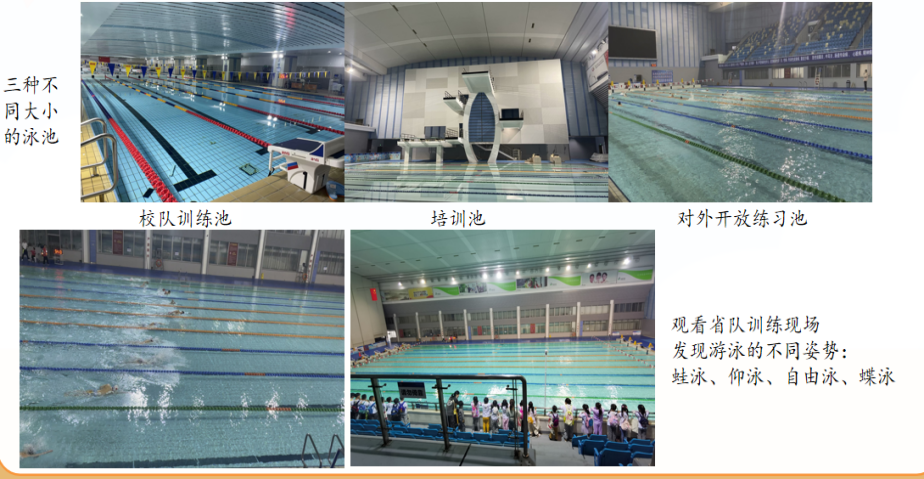 三种不
同大小
的泳池
校队训练池
培训池
对外开放练习池
观看省队训练现场
发现游泳的不同姿势：
蛙泳、仰泳、自由泳、蝶泳